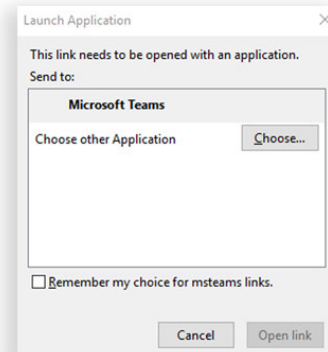 Launch Application
This link needs to be opened with an application.
Send to:
Microsoft Teams
Choose other Application
Choose...
Remember my choice for msteams links.
Cancel
Open link